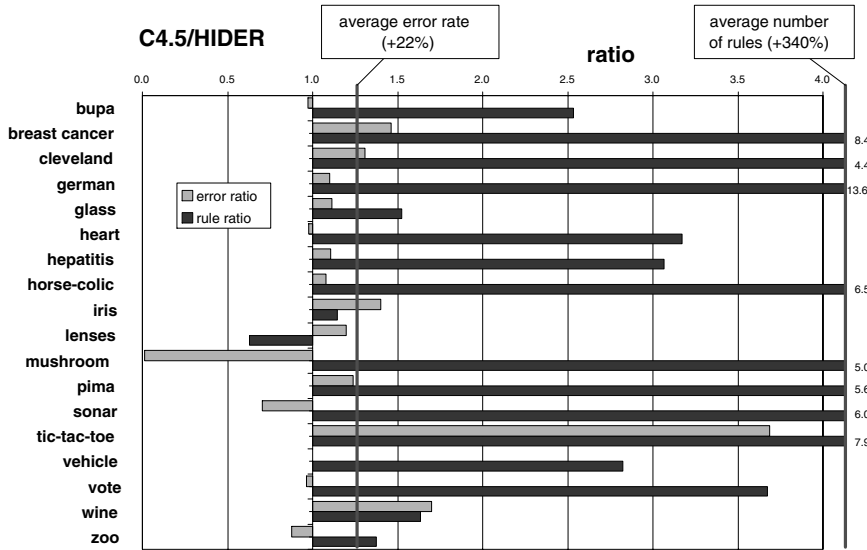 C4.5/HIDER
average error rate
(+22%)
ratio
average number
of rules (+340%)
0.0 0.5 1.0 1.5 2.0 2.5 3.0 3.5 4.0
bupa
breast cancer 8.4
cleveland 4.4
german 13.6
error ratio
rule ratio
glass
heart
hepatitis
horse-colic 6.5
iris
lenses
mushroom 5.0
pima 5.6
sonar 6.0
tic-tac-toe 7.9
vehicle
vote
wine
zoo